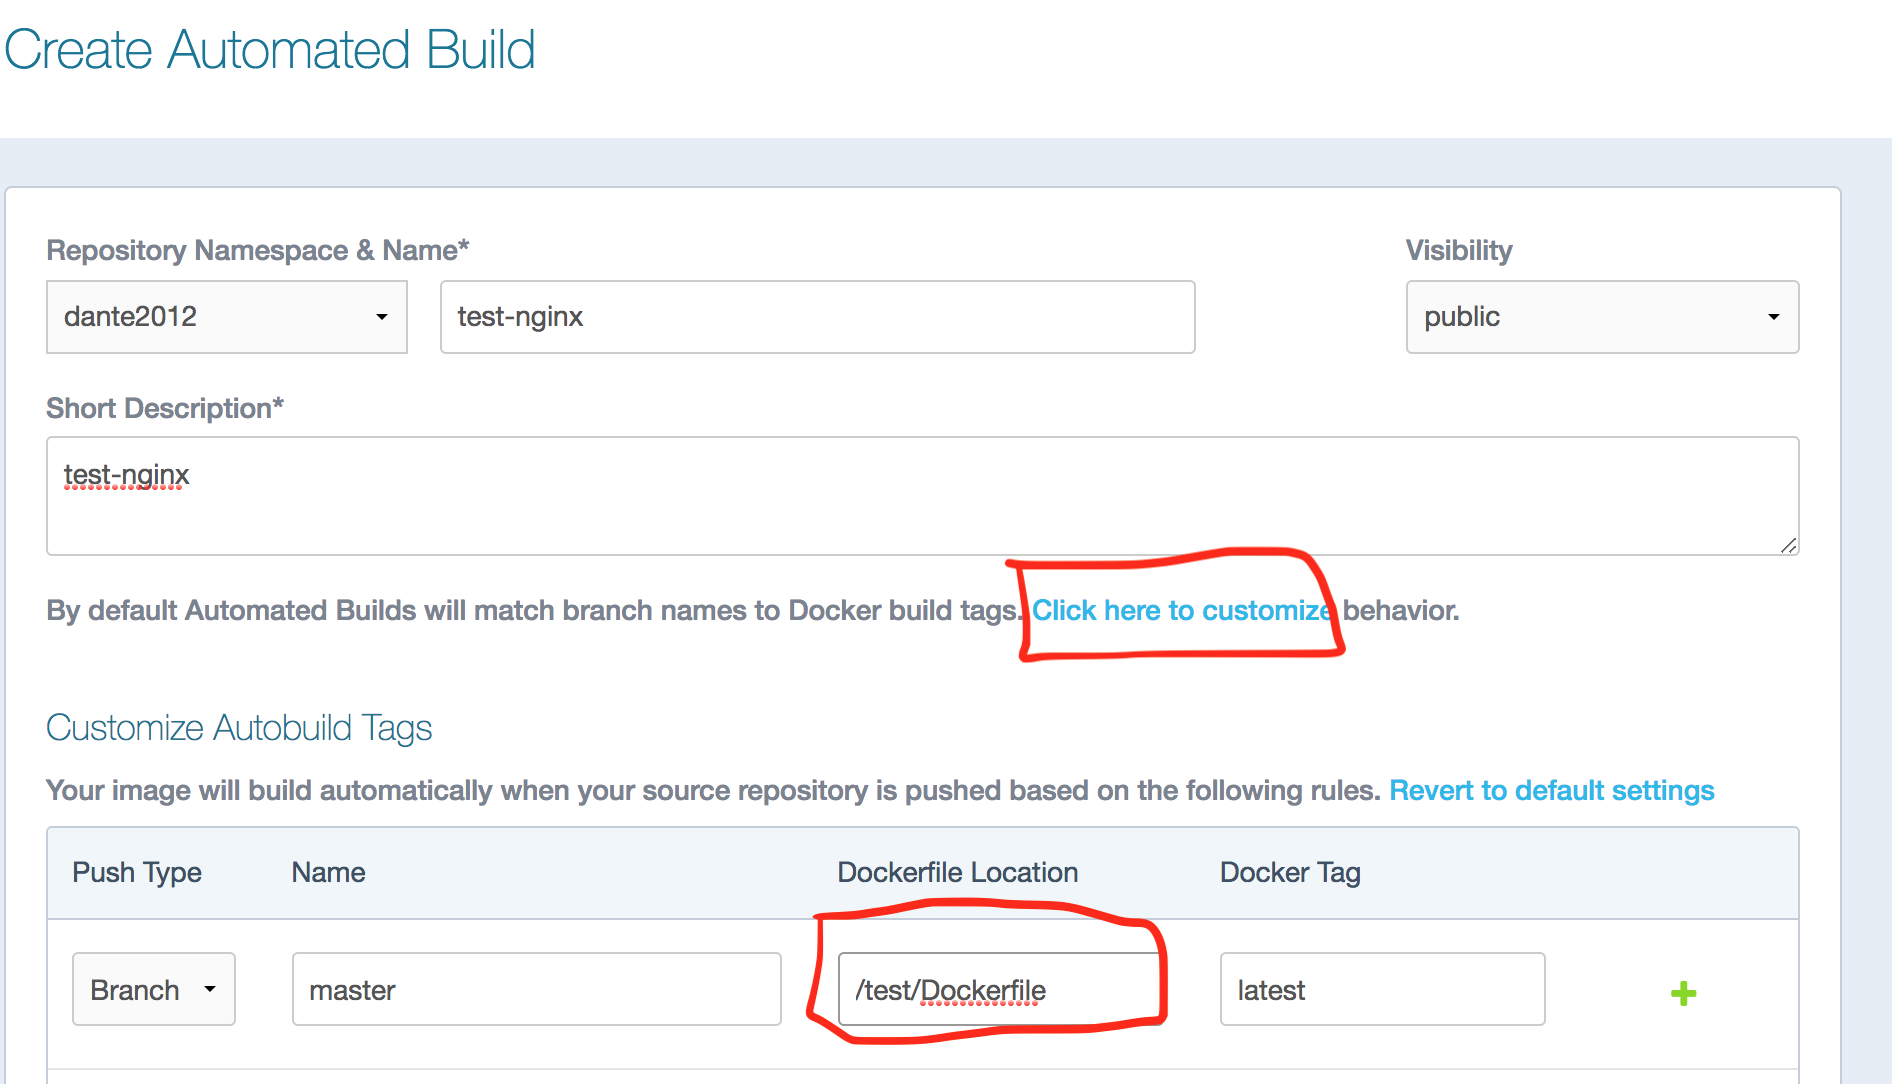 Create Automated Build
Repository Namespace & Name* Visibility
dante2012 test-nginx public
Short Description*
test-nginx
By default Automated Builds will match branch names to Docker build tags. Click here to customize behavior.
Customize Autobuild Tags
Your image will build automatically when your source repository is pushed based on the following rules. Revert to default settings
Push Type Name Dockerfile Location Docker Tag
Branch master /test/Dockerfile latest